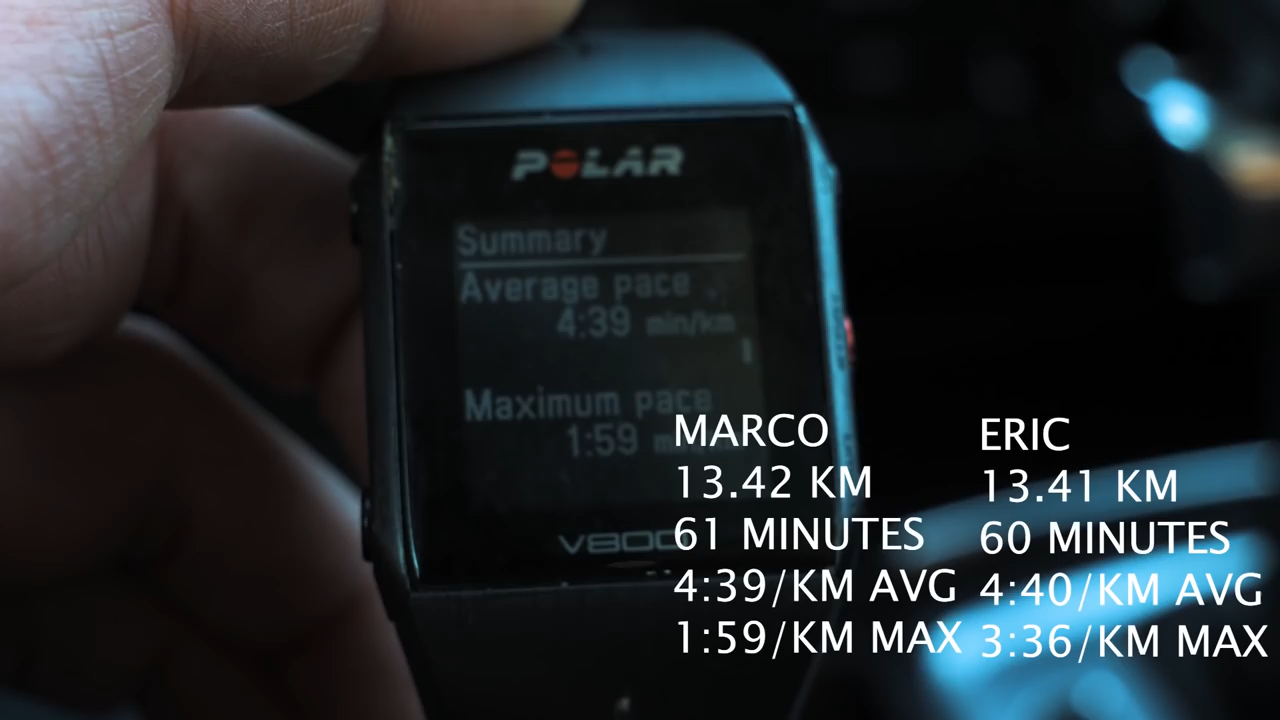 POLAR
Summary
Average pace
4:39 min/km
Maximum pace
1:59
V800
MARCO
13.42 KM
61 MINUTES
4:39/KM AVG
1:59/KM MAX
ERIC
13.41 KM
60 MINUTES
4:40/KM AVG
3:36/KM MAX